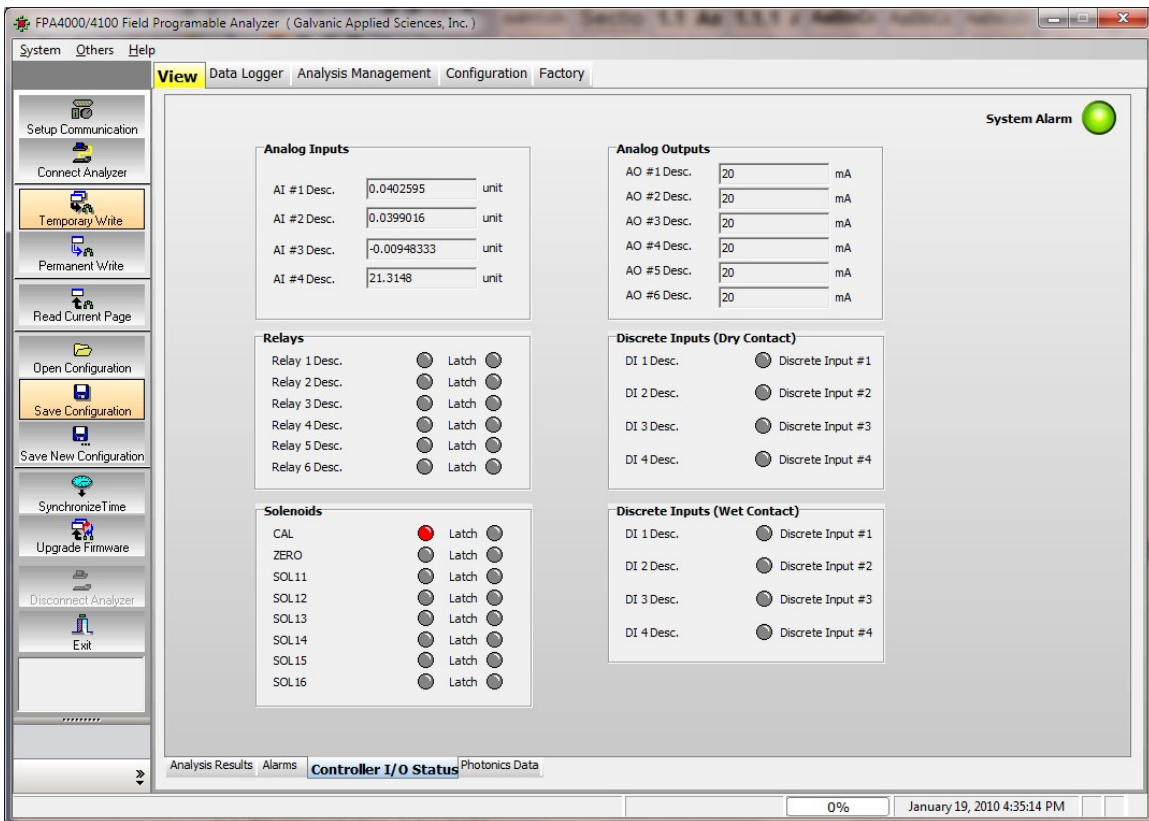 FPA4000/4100 Field Programable Analyzer ( Galvanic Applied Sciences, Inc. )
System Others Help
View Data Logger Analysis Management Configuration Factory
Setup Communication
Connect Analyzer
Temporary Write
Permanent Write
Read Current Page
Open Configuration
Save Configuration
Save New Configuration
SynchronizeTime
Upgrade Firmware
Disconnect Analyzer
Exit
System Alarm
Analog Inputs
AI #1 Desc. 0.0402595 unit
AI #2 Desc. 0.0399016 unit
AI #3 Desc. -0.00948333 unit
AI #4 Desc. 21.3148 unit
Analog Outputs
AO #1 Desc. 20 mA
AO #2 Desc. 20 mA
AO #3 Desc. 20 mA
AO #4 Desc. 20 mA
AO #5 Desc. 20 mA
AO #6 Desc. 20 mA
Relays
Relay 1 Desc. Latch
Relay 2 Desc. Latch
Relay 3 Desc. Latch
Relay 4 Desc. Latch
Relay 5 Desc. Latch
Relay 6 Desc. Latch
Discrete Inputs (Dry Contact)
DI 1 Desc. Discrete Input #1
DI 2 Desc. Discrete Input #2
DI 3 Desc. Discrete Input #3
DI 4 Desc. Discrete Input #4
Solenoids
CAL Latch
ZERO Latch
SOL11 Latch
SOL12 Latch
SOL13 Latch
SOL14 Latch
SOL15 Latch
SOL16 Latch
Discrete Inputs (Wet Contact)
DI 1 Desc. Discrete Input #1
DI 2 Desc. Discrete Input #2
DI 3 Desc. Discrete Input #3
DI 4 Desc. Discrete Input #4
Analysis Results Alarms Controller I/O Status Photonics Data
0% January 19, 2010 4:35:14 PM